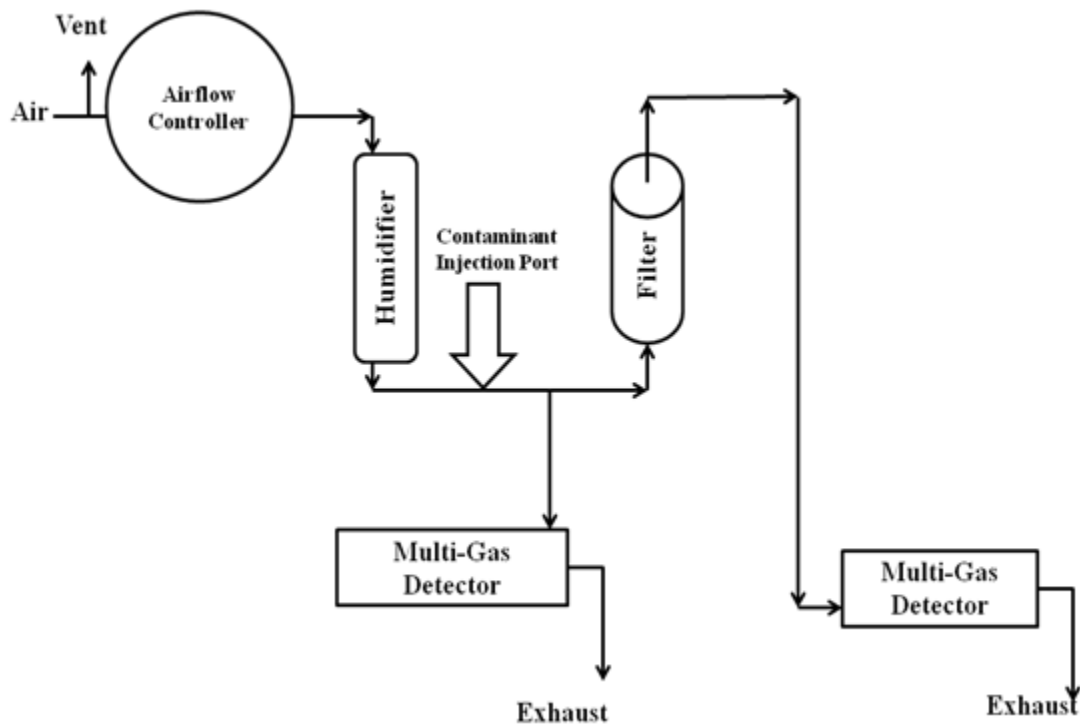 Vent
Air
Airflow
Controller
Humidifier
Contaminant
Injection Port
Filter
Multi-Gas
Detector
Exhaust
Multi-Gas
Detector
Exhaust